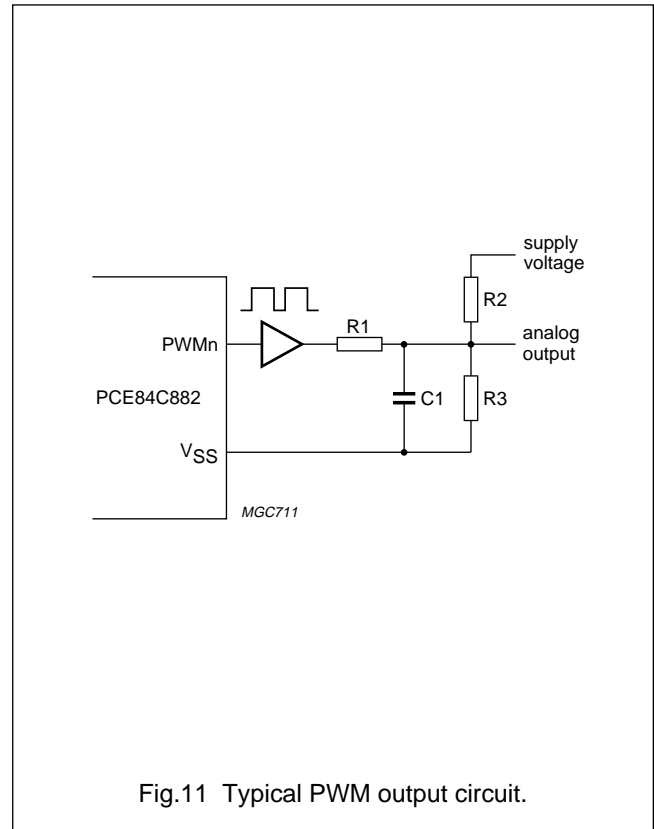 supply
voltage
R2
R1
analog
output
PWMn
PCE84C882
C1
R3
VSS
MGC711
Fig.11 Typical PWM output circuit.